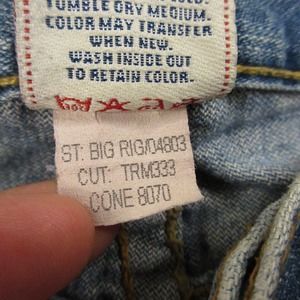 TUMBLE DRY MEDIUM.
COLOR MAY TRANSFER
WHEN NEW.
WASH INSIDE OUT
TO RETAIN COLOR.
ST: BIG RIG/04803
CUT: TRM333
CONE 8070